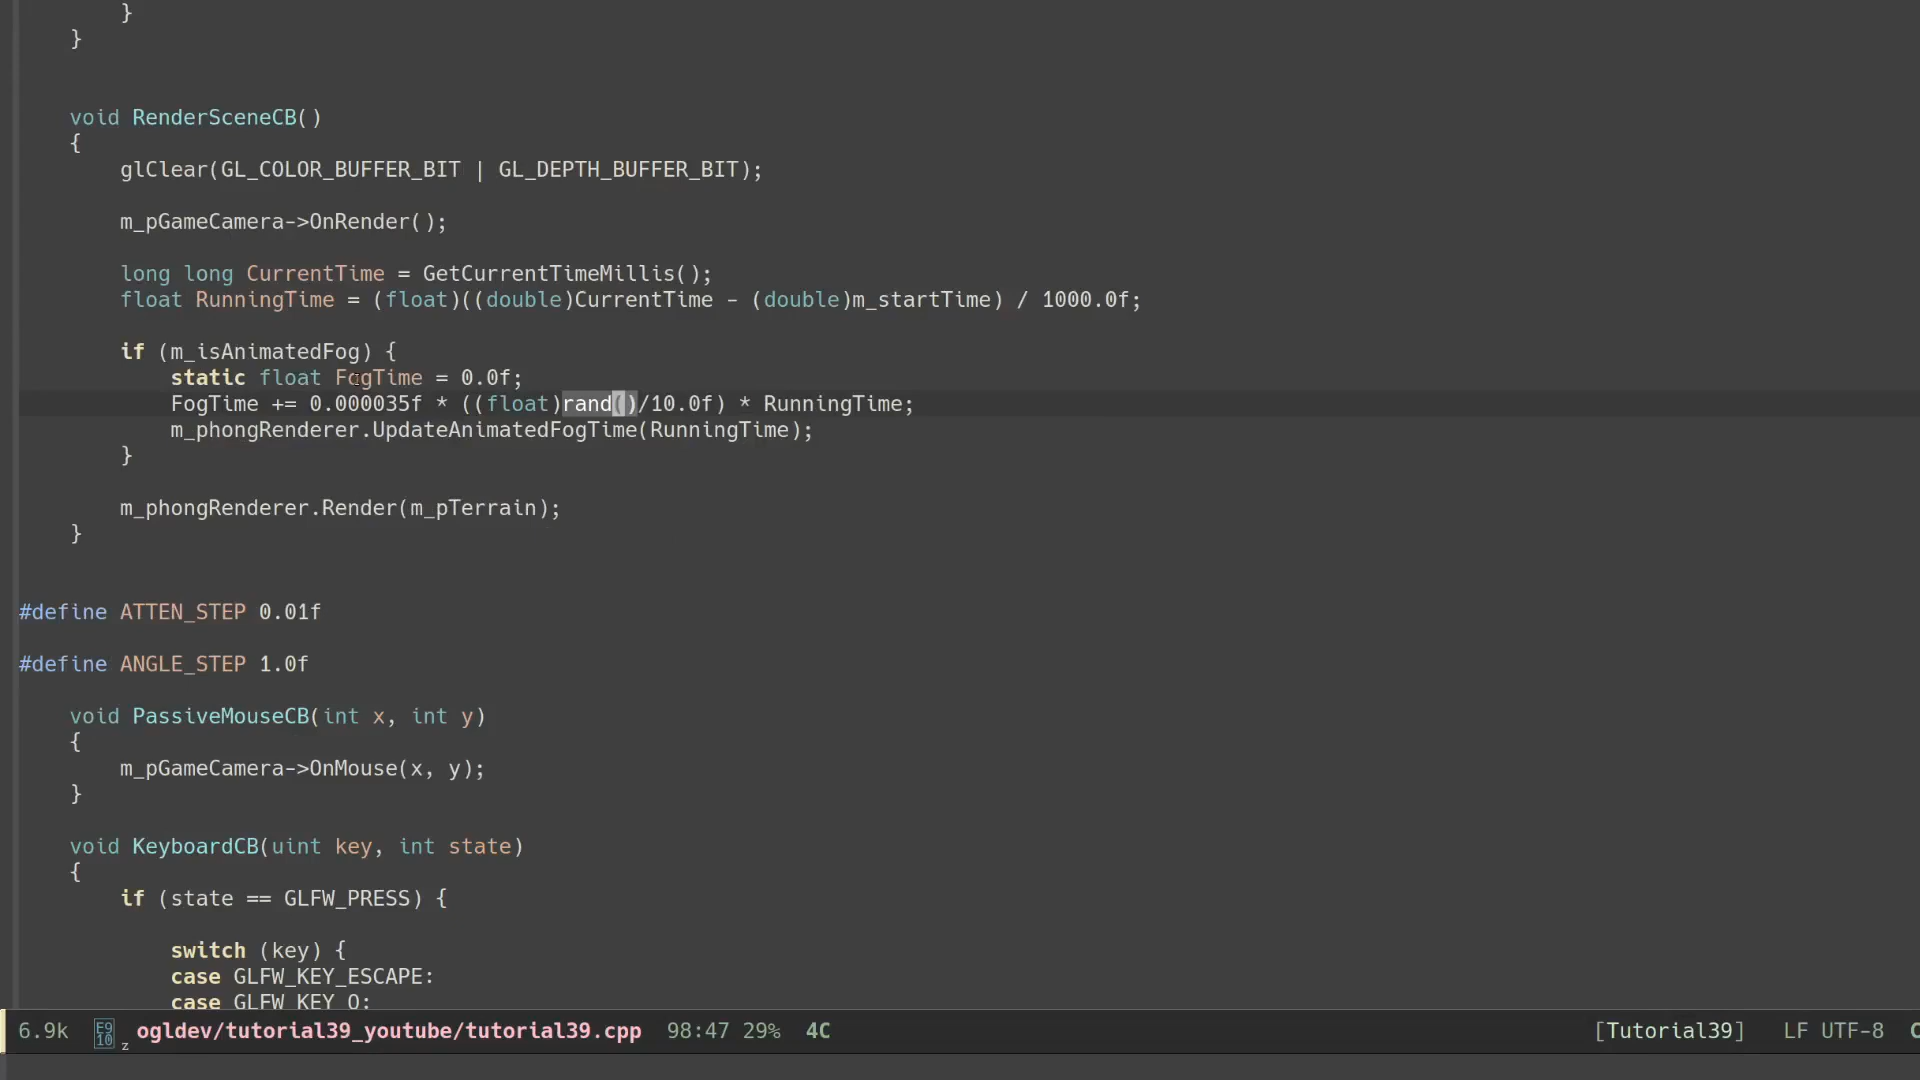 }
    }


    void RenderSceneCB()
    {
        glClear(GL_COLOR_BUFFER_BIT | GL_DEPTH_BUFFER_BIT);

        m_pGameCamera->OnRender();

        long long CurrentTime = GetCurrentTimeMillis();
        float RunningTime = (float)((double)CurrentTime - (double)m_startTime) / 1000.0f;

        if (m_isAnimatedFog) {
            static float FogTime = 0.0f;
            FogTime += 0.000035f * ((float)rand()/10.0f) * RunningTime;
            m_phongRenderer.UpdateAnimatedFogTime(RunningTime);
        }

        m_phongRenderer.Render(m_pTerrain);
    }


#define ATTEN_STEP 0.01f

#define ANGLE_STEP 1.0f

    void PassiveMouseCB(int x, int y)
    {
        m_pGameCamera->OnMouse(x, y);
    }

    void KeyboardCB(uint key, int state)
    {
        if (state == GLFW_PRESS) {

            switch (key) {
            case GLFW_KEY_ESCAPE:
            case GLFW_KEY_Q:
6.9k E9 10 z ogldev/tutorial39_youtube/tutorial39.cpp 98:47 29% 4C [Tutorial39] LF UTF-8